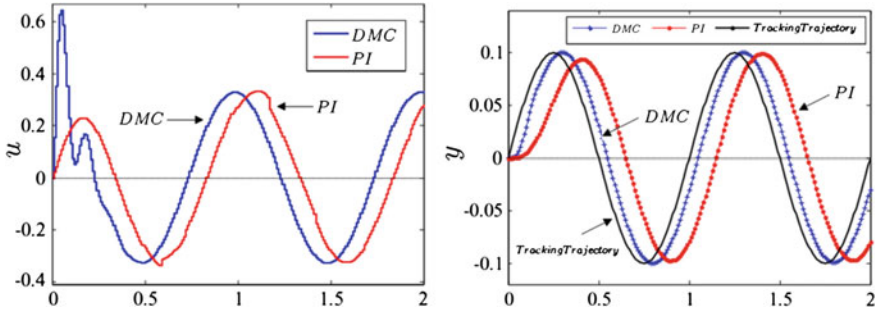 0.6
0.4
0.2
0
-0.2
-0.4
u
0
0.5
1
1.5
2
DMC
PI
DMC
PI
0.10
0.05
0
-0.05
-0.1
y
0
0.5
1
1.5
2
DMC PI TrackingTrajectory
PI
DMC
TrackingTrajectory